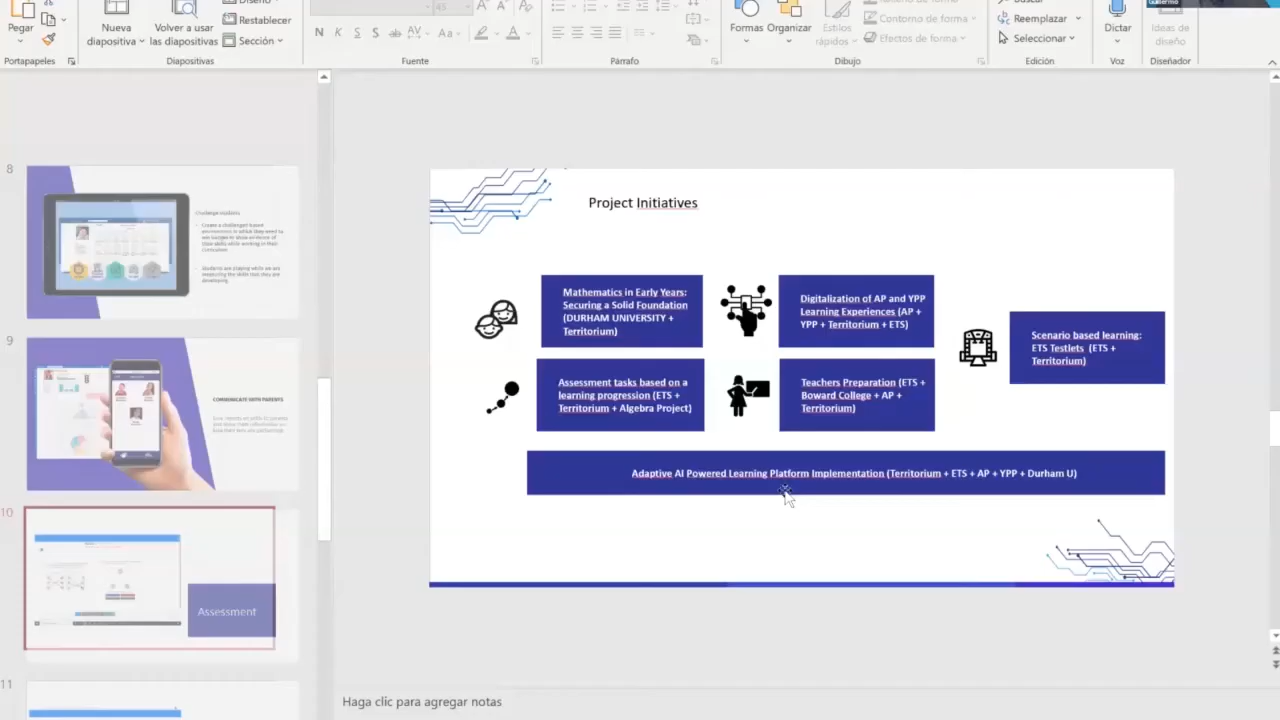 Diseño
Pegar
Nueva
diapositiva
Volver a usar
las diapositivas
Restablecer
Sección
N
S
ab
AV
Aa
A
Formas
Organizar
Estilos
rápidos
Contorno de forma
Efectos de forma
Buscar
Reemplazar
Seleccionar
Dictar
Ideas de
diseño
Portapapeles
Diapositivas
Fuente
Párrafo
Dibujo
Edición
Voz
Diseñador
8
9
COMMUNICATE WITH PARENTS
10
Assessment
11
Project Initiatives
Mathematics in Early Years:
Securing a Solid Foundation
(DURHAM UNIVERSITY +
Territorium)
Digitalization of AP and YPP
Learning Experiences (AP +
YPP + Territorium + ETS)
Scenario based learning:
ETS Testlets (ETS +
Territorium)
Assessment tasks based on a
learning progression (ETS +
Territorium + Algebra Project)
Teachers Preparation (ETS +
Boward College + AP +
Territorium)
Adaptive AI Powered Learning Platform Implementation (Territorium + ETS + AP + YPP + Durham U)
Haga clic para agregar notas